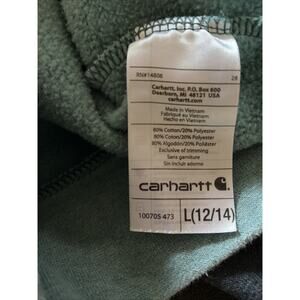 RN#14806 28
Carhartt, Inc. P.O. Box 600
Dearborn, MI 48121 USA
carhartt.com
Made in Vietnam
Fabriqué au Vietnam
Hecho en Vietnam
80% Cotton/20% Polyester
80% Coton/20% Polyester
80% Algodón/20% Poliéster
Exclusive of trimming
Sans garniture
Sin incluir adorno
carhartt
100705 473 L(12/14)